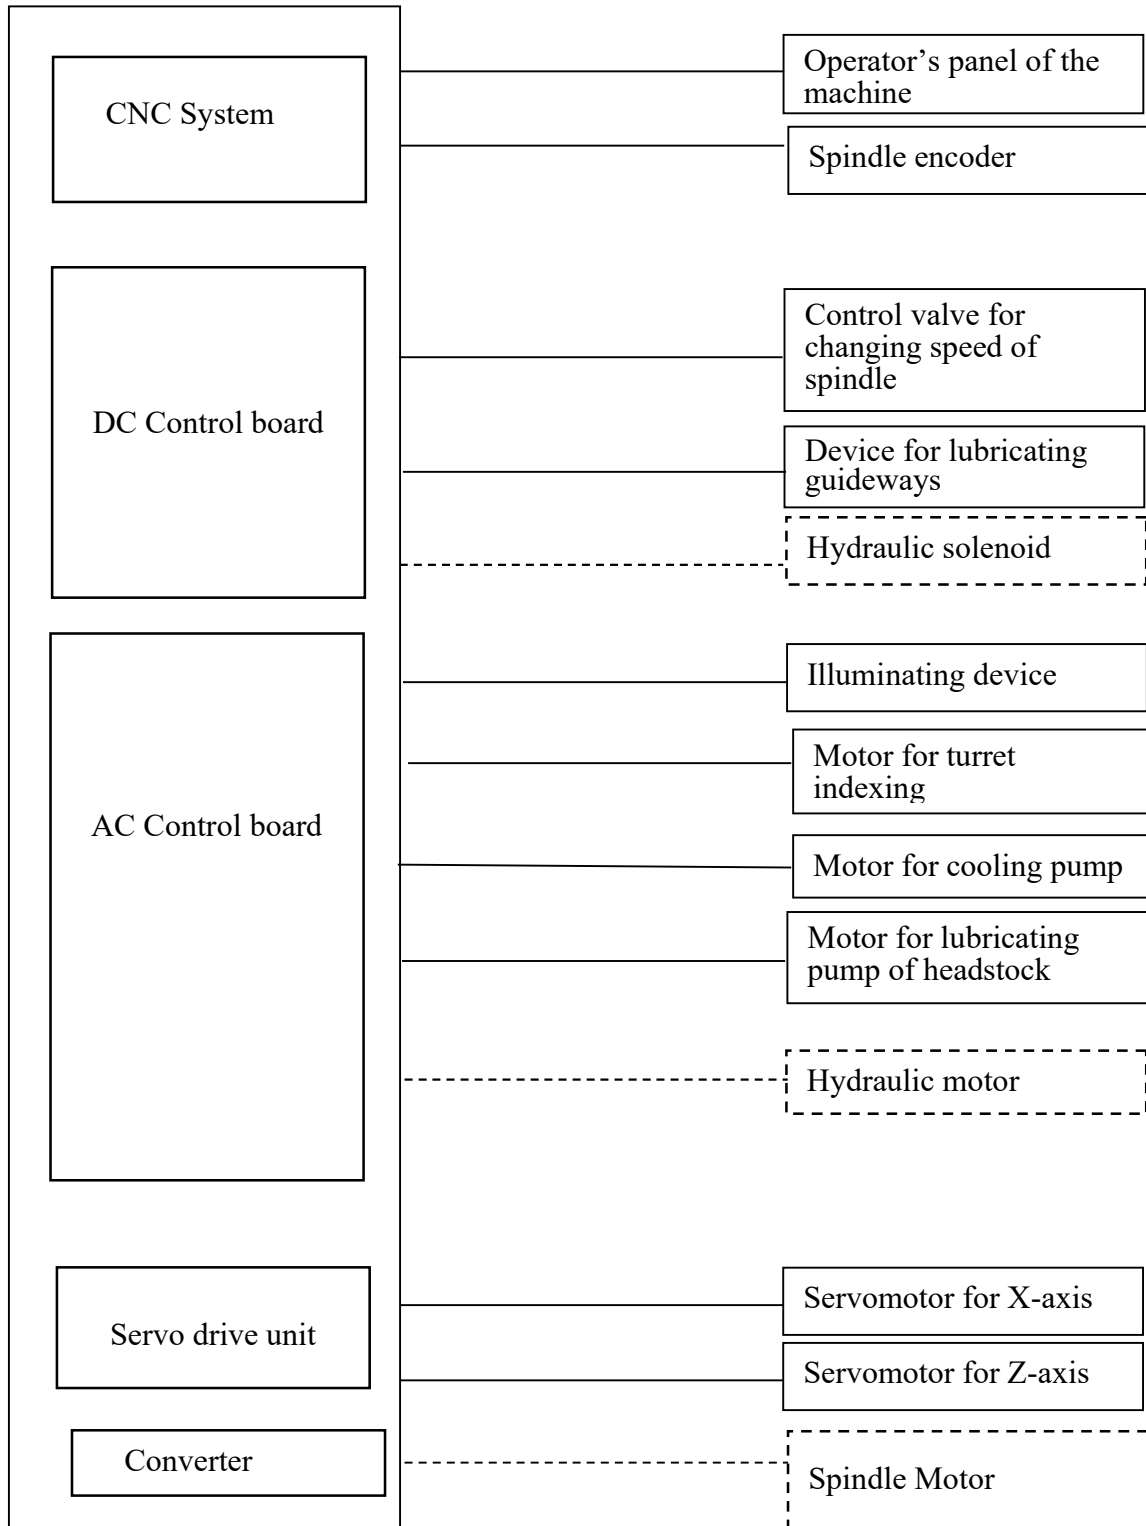 Operator’s panel of the
machine
CNC System
Spindle encoder
Control valve for
changing speed of
spindle
DC Control board
Device for lubricating
guideways
Hydraulic solenoid
Illuminating device
Motor for turret
indexing
AC Control board
Motor for cooling pump
Motor for lubricating
pump of headstock
Hydraulic motor
Servomotor for X-axis
Servo drive unit
Servomotor for Z-axis
Converter
Spindle Motor